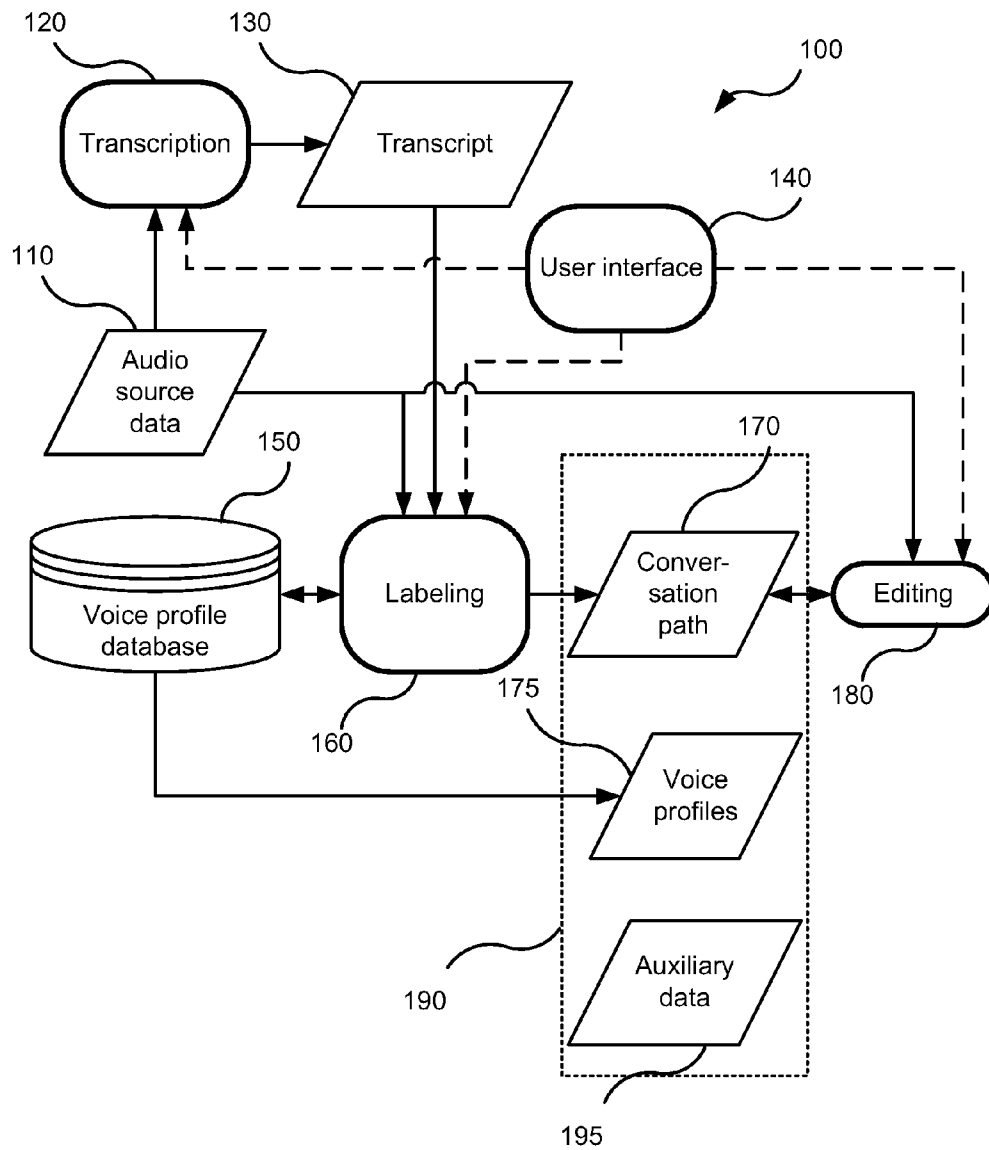 120
130
100
Transcription
Transcript
140
User interface
110
Audio
source
data
150
170
Voice profile
database
Labeling
Conver-
sation
path
Editing
160
175
180
Voice
profiles
190
Auxiliary
data
195